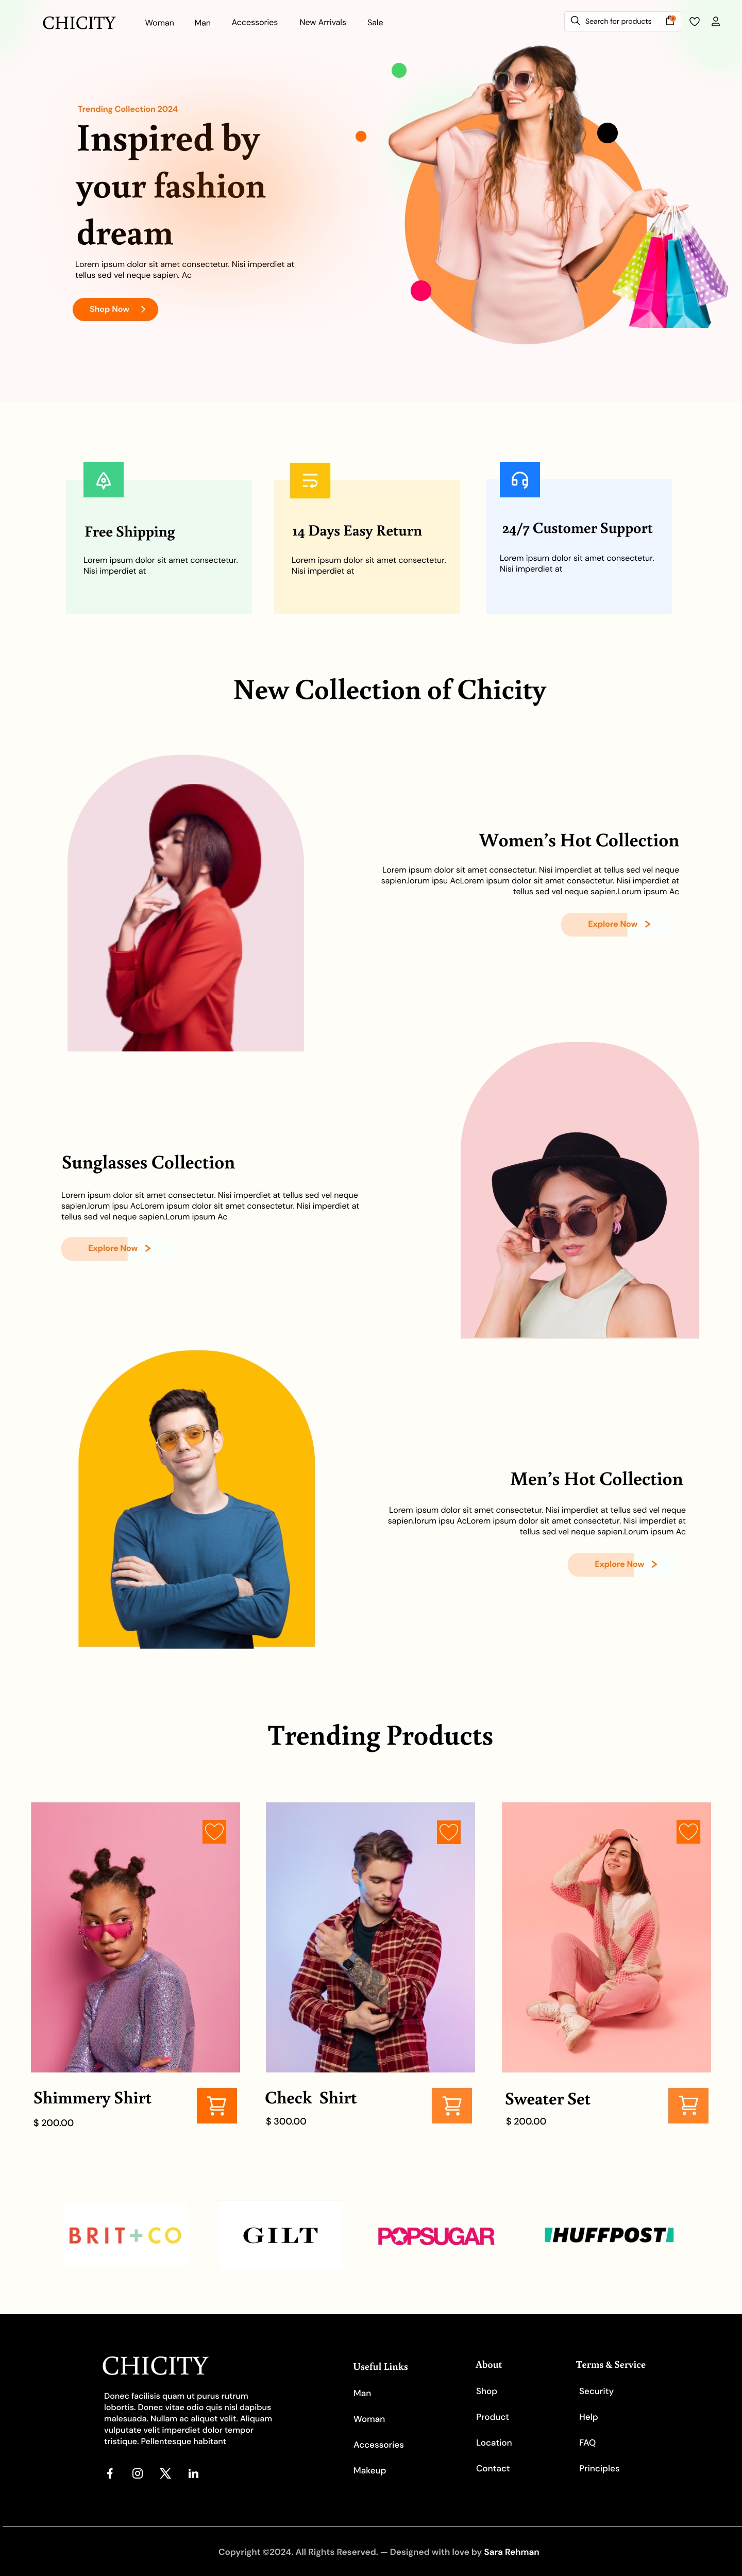 CHICITY
Woman
Man
Accessories
New Arrivals
Sale
Search for products
Trending Collection 2024
Inspired by
your fashion
dream
Lorem ipsum dolor sit amet consectetur. Nisi imperdiet at
tellus sed vel neque sapien. Ac
Shop Now
Free Shipping
Lorem ipsum dolor sit amet consectetur.
Nisi imperdiet at
14 Days Easy Return
Lorem ipsum dolor sit amet consectetur.
Nisi imperdiet at
24/7 Customer Support
Lorem ipsum dolor sit amet consectetur.
Nisi imperdiet at
New Collection of Chicity
Women's Hot Collection
Lorem ipsum dolor sit amet consectetur. Nisi imperdiet at tellus sed vel neque
sapien.lorum ipsu AcLorem ipsum dolor sit amet consectetur. Nisi imperdiet at
tellus sed vel neque sapien.Lorum ipsum Ac
Explore Now
Sunglasses Collection
Lorem ipsum dolor sit amet consectetur. Nisi imperdiet at tellus sed vel neque
sapien.lorum ipsu AcLorem ipsum dolor sit amet consectetur. Nisi imperdiet at
tellus sed vel neque sapien.Lorum ipsum Ac
Explore Now
Men's Hot Collection
Lorem ipsum dolor sit amet consectetur. Nisi imperdiet at tellus sed vel neque
sapien.lorum ipsu AcLorem ipsum dolor sit amet consectetur. Nisi imperdiet at
tellus sed vel neque sapien.Lorum ipsum Ac
Explore Now
Trending Products
Shimmery Shirt
$ 200.00
Check Shirt
$ 300.00
Sweater Set
$ 200.00
BRIT+CO
GILT
POPSUGAR
HUFFPOST
CHICITY
Donec facilisis quam ut purus rutrum
lobortis. Donec vitae odio quis nisl dapibus
malesuada. Nullam ac aliquet velit. Aliquam
vulputate velit imperdiet dolor tempor
tristique. Pellentesque habitant
Useful Links
Man
Woman
Accessories
Makeup
About
Shop
Product
Location
Contact
Terms & Service
Security
Help
FAQ
Principles
Copyright ©2024. All Rights Reserved. — Designed with love by Sara Rehman